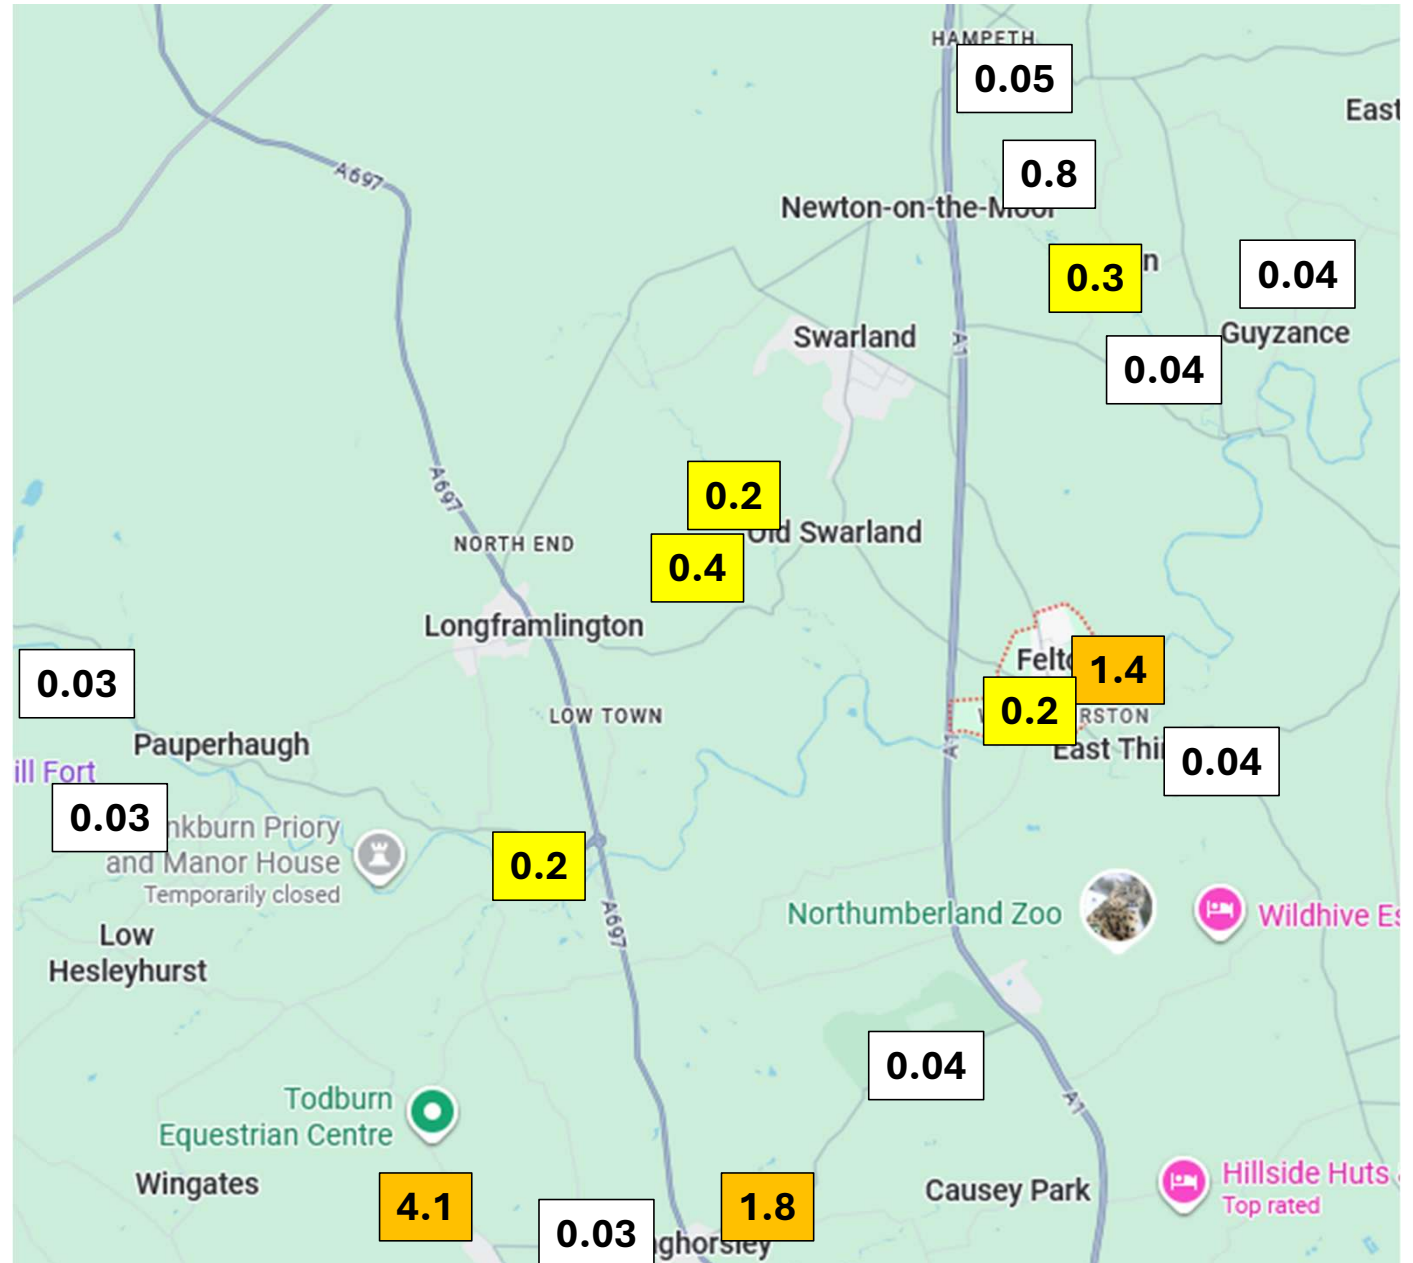 HAMPETH
0.05
East
A697
0.8
Newton-on-the-Moor
0.3
n
0.04
Guyzance
Swarland
A1
0.04
A697
0.2
Old Swarland
NORTH END
0.4
Longframlington
Felto
1.4
0.03
0.2
RSTON
LOW TOWN
Pauperhaugh
A1
East Thi
0.04
ill Fort
0.03
nkburn Priory
and Manor House
Temporarily closed
0.2
A697
Northumberland Zoo
Wildhive Es
Low
Hesleyhurst
0.04
Todburn
Equestrian Centre
A1
Wingates
4.1
0.03
1.8
ghorsley
Causey Park
Hillside Huts &
Top rated